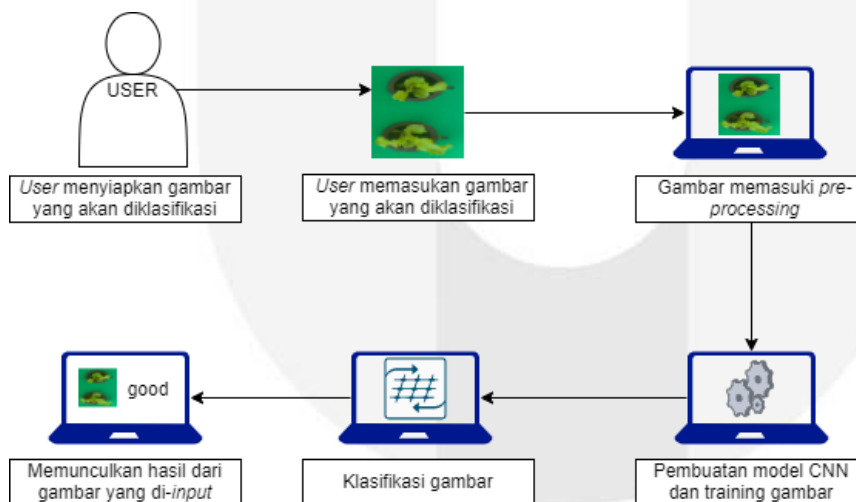 USER
User menyiapkan gambar
yang akan diklasifikasi
User memasukan gambar
yang akan diklasifikasi
Gambar memasuki pre-
processing
good
Memunculkan hasil dari
gambar yang di-input
Klasifikasi gambar
Pembuatan model CNN
dan training gambar